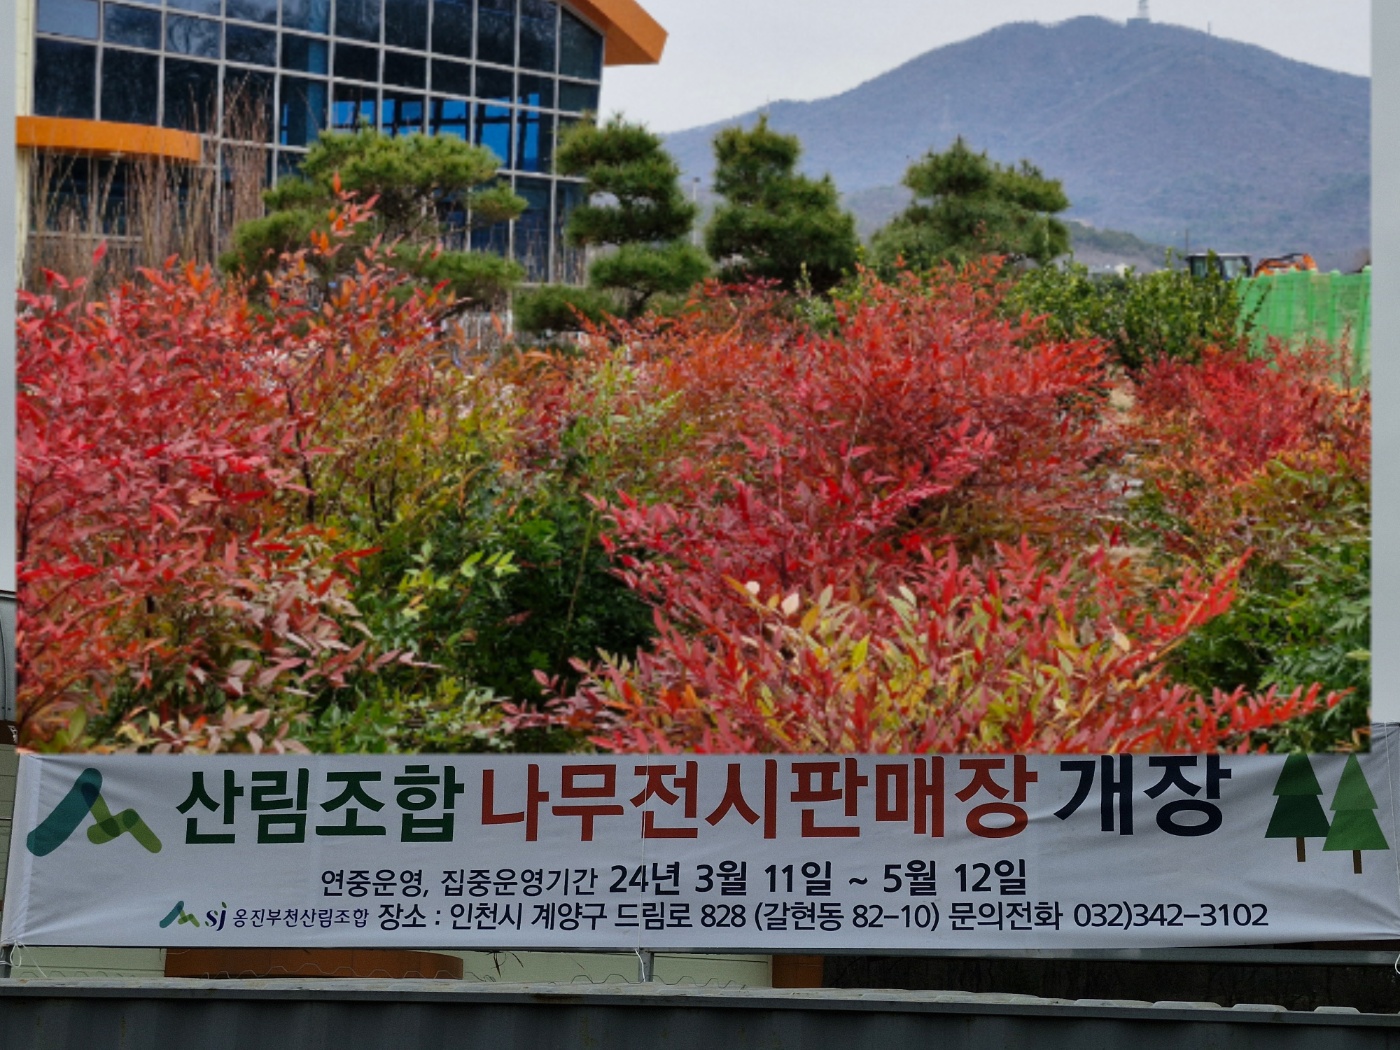 산림조합 나무전시판매장 개장
연중운영, 집중운영기간 24년 3월 11일 ~ 5월 12일
sj 옹진부천산림조합 장소 : 인천시 계양구 드림로 828 (갈현동 82-10) 문의전화 032)342-3102